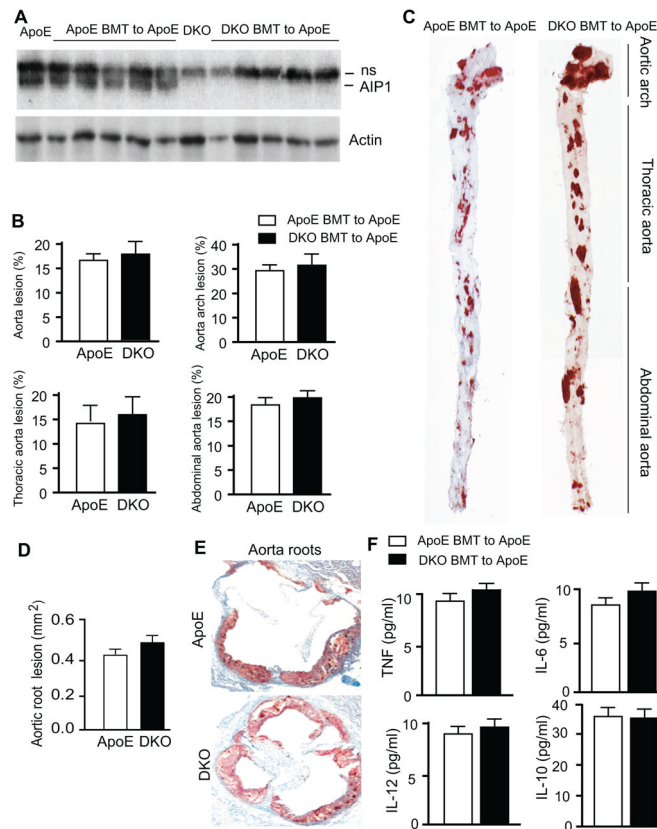 A
ApoE ApoE BMT to ApoE DKO DKO BMT to ApoE
ns
AIP1
Actin
B
ApoE BMT to ApoE
DKO BMT to ApoE
Aorta lesion (%)
20
15
10
5
0
ApoE DKO
Aorta arch lesion (%)
40
30
20
10
0
ApoE DKO
Thoracic aorta lesion (%)
20
15
10
5
0
ApoE DKO
Abdominal aorta lesion (%)
25
20
15
10
5
0
ApoE DKO
C
ApoE BMT to ApoE DKO BMT to ApoE
Aortic arch
Thoracic aorta
Abdominal aorta
D
Aortic root lesion (mm2)
0.6
0.4
0.2
0.0
ApoE DKO
E
Aorta roots
ApoE
DKO
F
ApoE BMT to ApoE
DKO BMT to ApoE
TNF (pg/ml)
10
5
0
IL-6 (pg/ml)
10
5
0
IL-12 (pg/ml)
10
5
0
IL-10 (pg/ml)
40
30
20
10
0